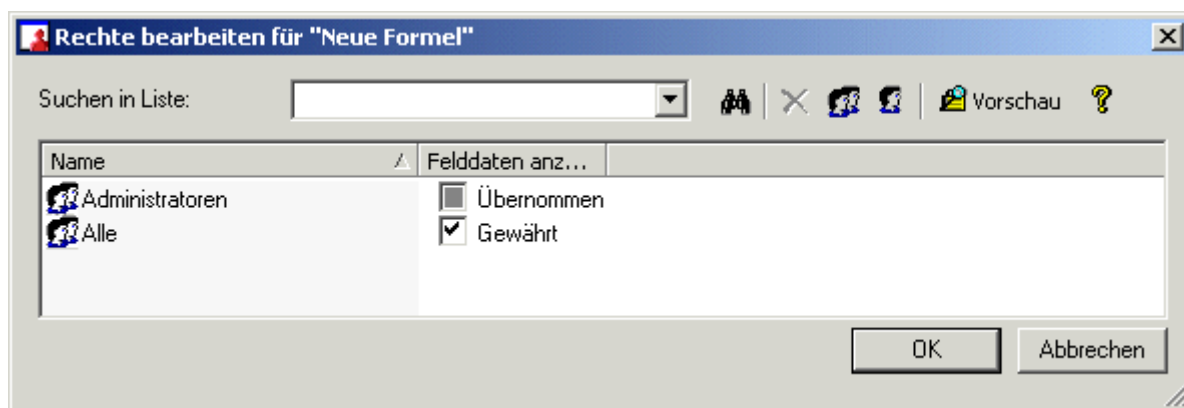 Rechte bearbeiten für "Neue Formel"
Suchen in Liste:
Vorschau
Name
Felddaten anz...
Administratoren
Übernommen
Alle
Gewährt
OK
Abbrechen